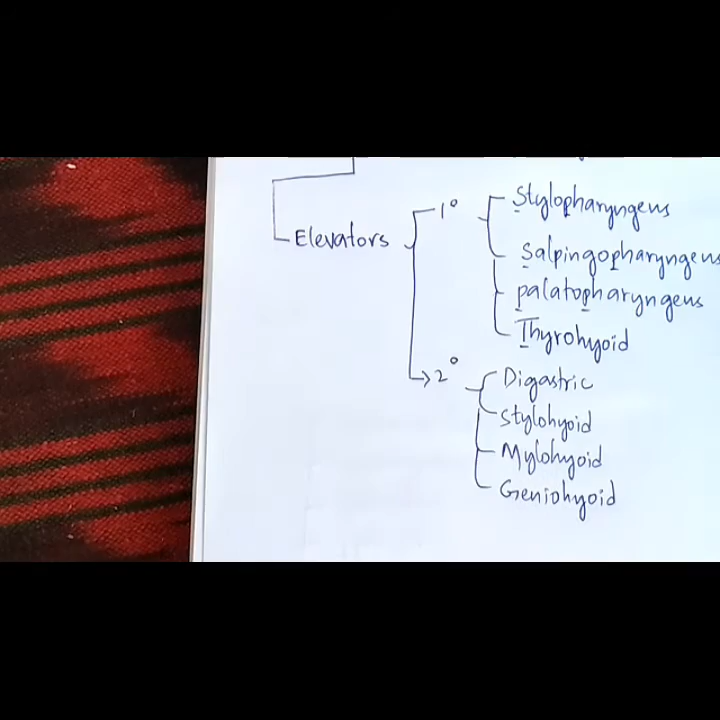 Elevators
1°
Stylopharyngeus
Salpingopharyngeus
palatopharyngeus
Thyrohyoid
2°
Digastric
Stylohyoid
Mylohyoid
Geniohyoid